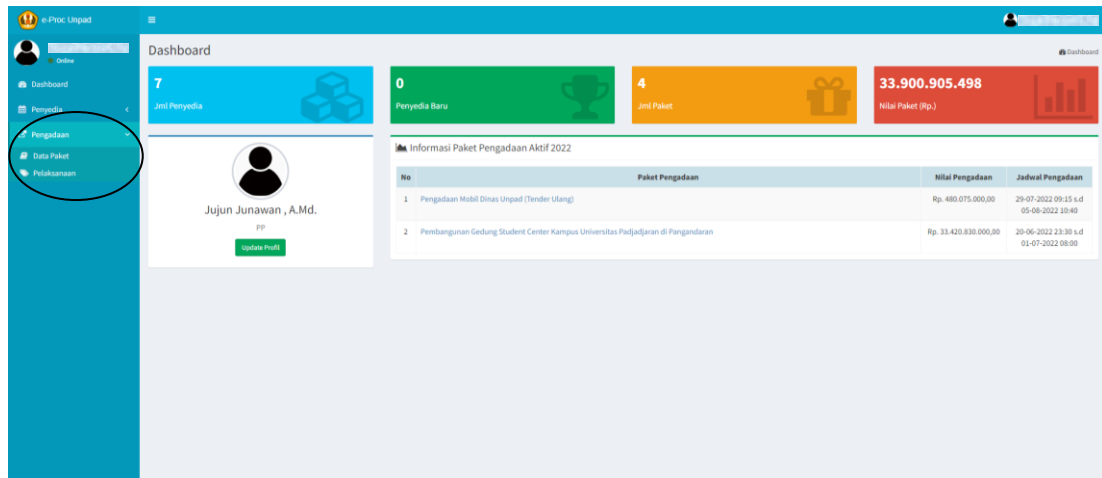 e-Proc Unpad
Online
Dashboard
Penyedia
Pengadaan
Data Paket
Pelaksanaan
Dashboard
Dashboard
7
Jml Penyedia
0
Penyedia Baru
4
Jml Paket
33.900.905.498
Nilai Paket (Rp.)
Jujun Junawan , A.Md.
PP
Update Profil
Informasi Paket Pengadaan Aktif 2022
No Paket Pengadaan Nilai Pengadaan Jadwal Pengadaan
1 Pengadaan Mobil Dinas Unpad (Tender Ulang) Rp. 480.075.000,00 29-07-2022 09:15 s.d
05-08-2022 10:40
2 Pembangunan Gedung Student Center Kampus Universitas Padjadjaran di Pangandaran Rp. 33.420.830.000,00 20-06-2022 23:30 s.d
01-07-2022 08:00